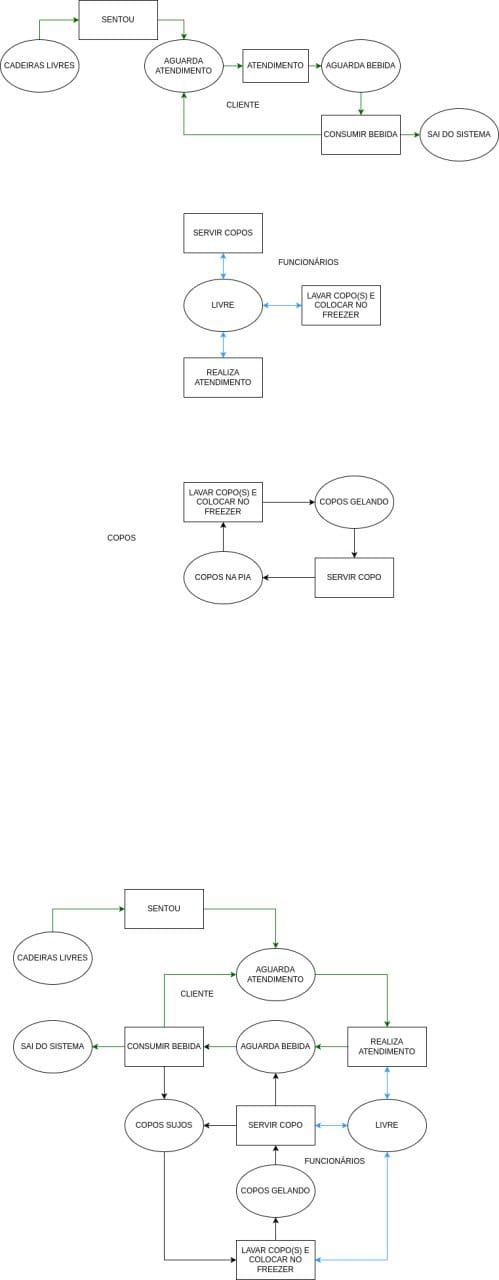 SENTOU
CADEIRAS LIVRES
AGUARDA
ATENDIMENTO
ATENDIMENTO
AGUARDA BEBIDA
CLIENTE
CONSUMIR BEBIDA
SAI DO SISTEMA
SERVIR COPOS
FUNCIONÁRIOS
LIVRE
LAVAR COPO(S) E
COLOCAR NO
FREEZER
REALIZA
ATENDIMENTO
LAVAR COPO(S) E
COLOCAR NO
FREEZER
COPOS GELANDO
COPOS
COPOS NA PIA
SERVIR COPO
SENTOU
CADEIRAS LIVRES
AGUARDA
ATENDIMENTO
CLIENTE
SAI DO SISTEMA
CONSUMIR BEBIDA
AGUARDA BEBIDA
REALIZA
ATENDIMENTO
COPOS SUJOS
SERVIR COPO
LIVRE
FUNCIONÁRIOS
COPOS GELANDO
LAVAR COPO(S) E
COLOCAR NO
FREEZER